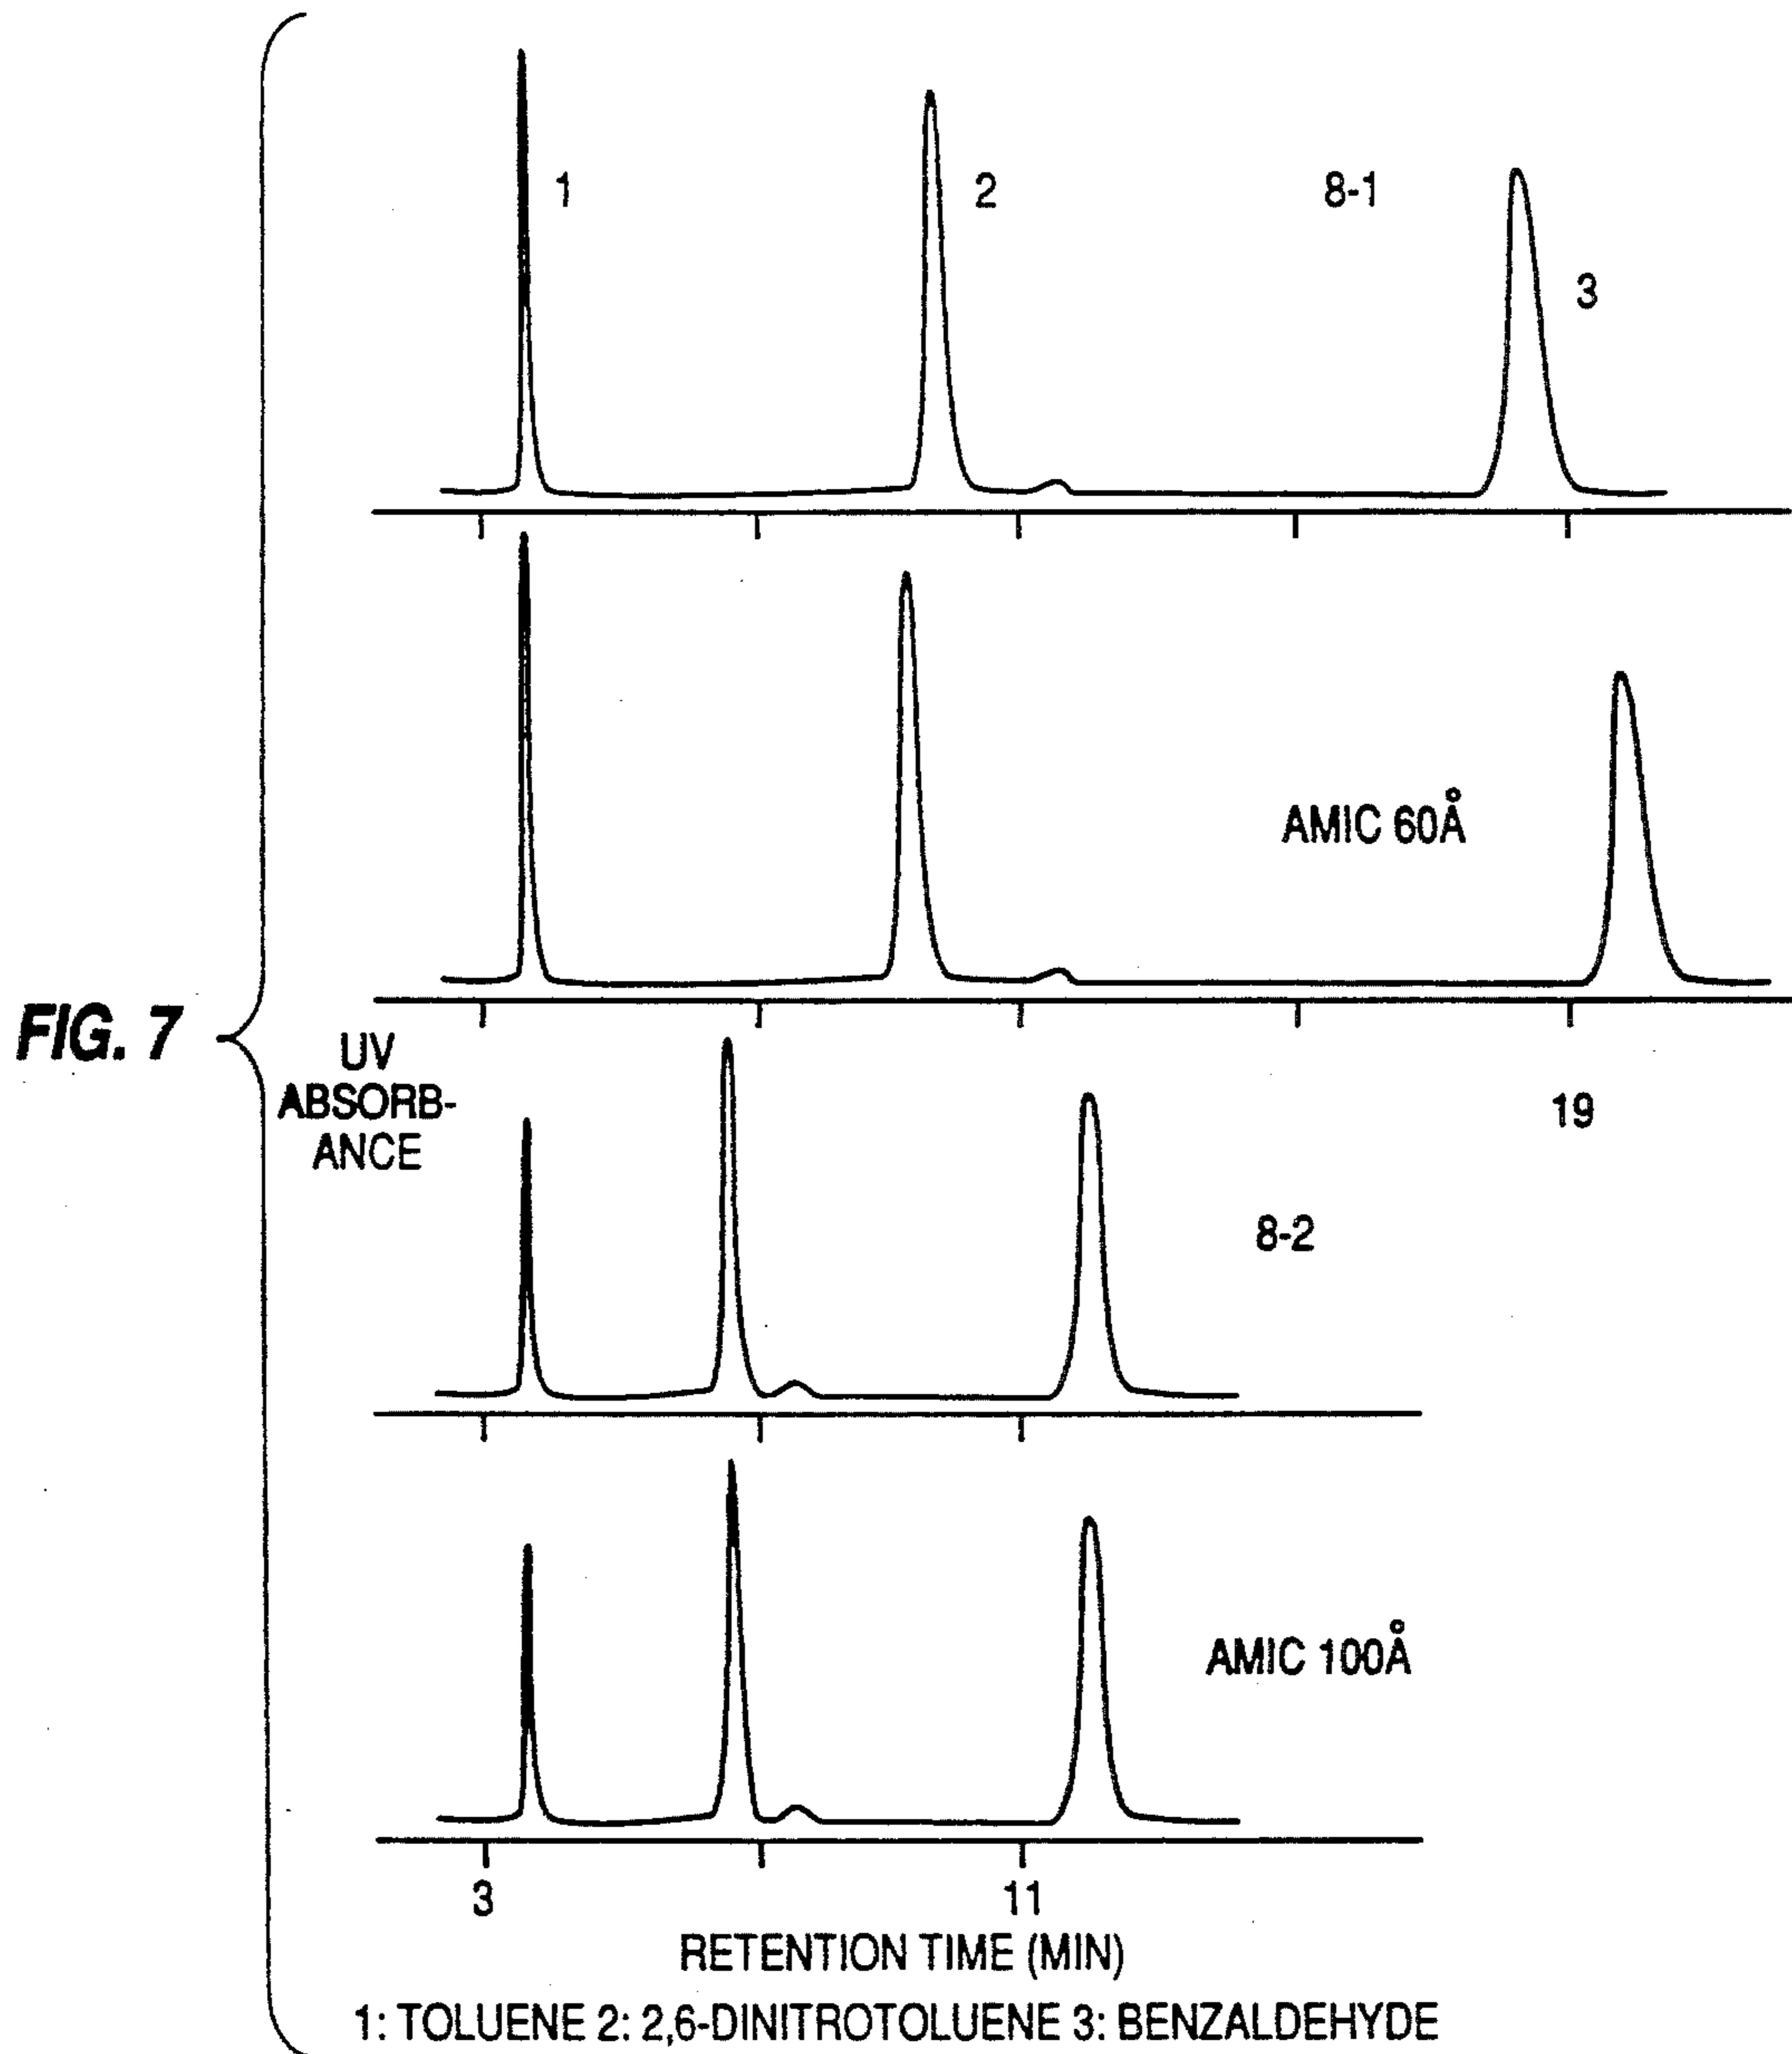 1
2
8-1
3
AMIC 60Å
FIG. 7
UV
ABSORB-
ANCE
19
8-2
AMIC 100Å
3
11
RETENTION TIME (MIN)
1: TOLUENE 2: 2,6-DINITROTOLUENE 3: BENZALDEHYDE